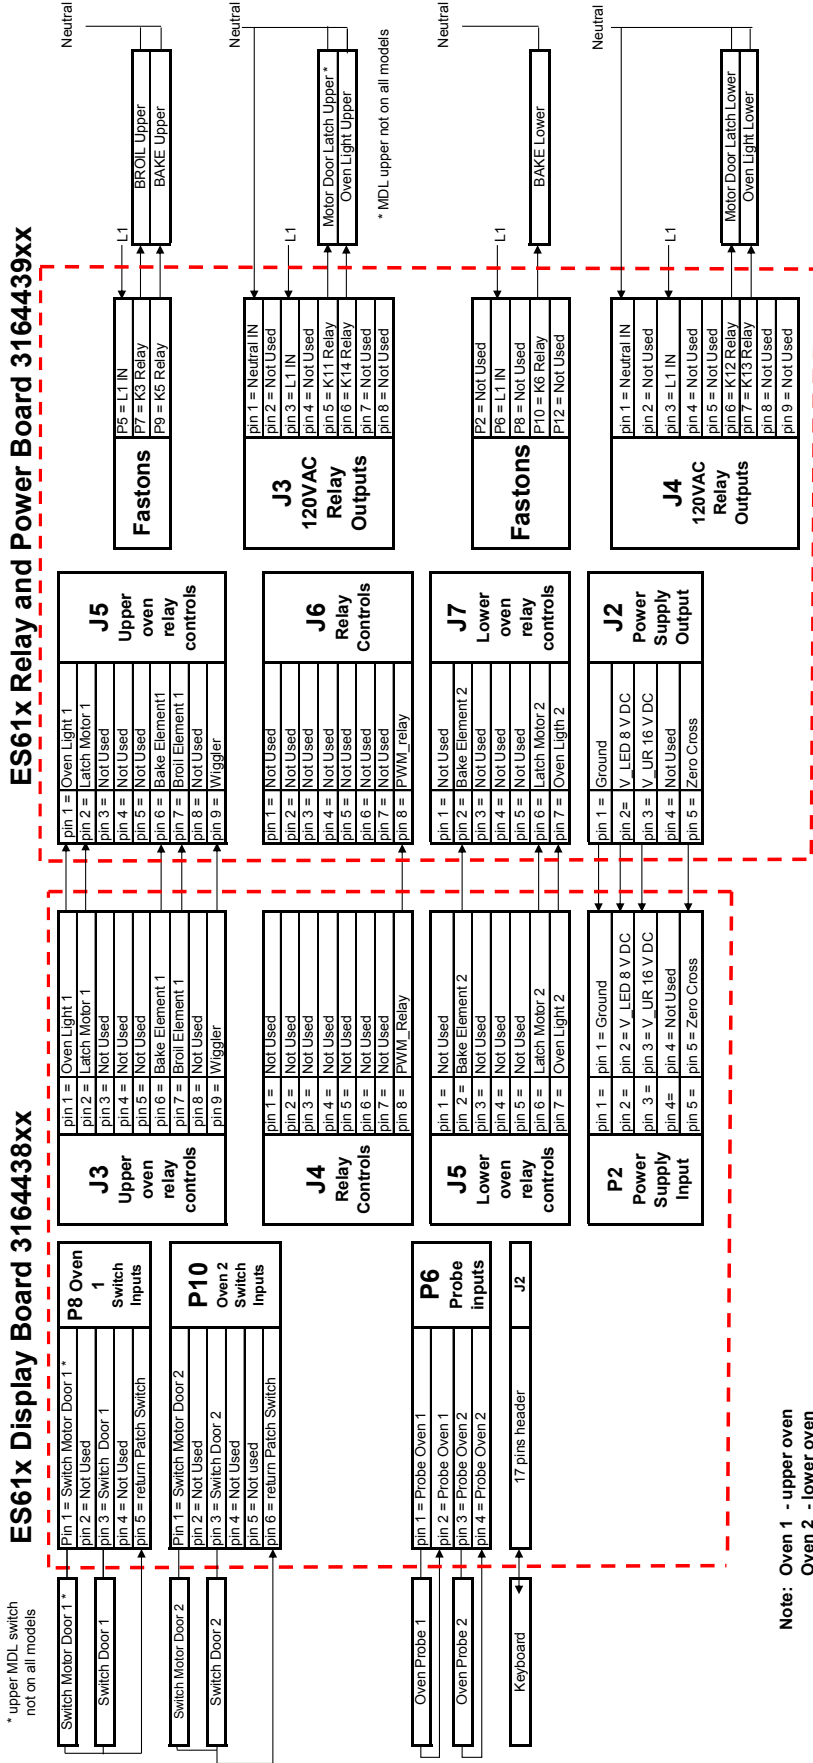 ES61x Display Board 3164438xx
ES61x Relay and Power Board 3164439xx
* upper MDL switch
not on all models
Switch Motor Door 1 *
Switch Door 1
Pin 1 = Switch Motor Door 1 *
pin 2 = Not Used
pin 3 = Switch Door 1
pin 4 = Not Used
pin 5 = return Patch Switch
P8 Oven
1
Switch
Inputs
Switch Motor Door 2
Switch Door 2
Pin 1 = Switch Motor Door 2
pin 2 = Not Used
pin 3 = Switch Door 2
pin 4 = Not Used
pin 5 = Not used
pin 6 = return Patch Switch
P10
Oven 2
Switch
Inputs
Oven Probe 1
Oven Probe 2
pin 1 = Probe Oven 1
pin 2 = Probe Oven 1
pin 3 = Probe Oven 2
pin 4 = Probe Oven 2
P6
Probe
inputs
Keyboard
17 pins header
J2
J3
Upper
oven
relay
controls
pin 1 = Oven Light 1
pin 2 = Latch Motor 1
pin 3 = Not Used
pin 4 = Not Used
pin 5 = Not Used
pin 6 = Bake Element 1
pin 7 = Broil Element 1
pin 8 = Not Used
pin 9 = Wiggler
J4
Relay
Controls
pin 1 = Not Used
pin 2 = Not Used
pin 3 = Not Used
pin 4 = Not Used
pin 5 = Not Used
pin 6 = Not Used
pin 7 = Not Used
pin 8 = PWM_Relay
J5
Lower
oven
relay
controls
pin 1 = Not Used
pin 2 = Bake Element 2
pin 3 = Not Used
pin 4 = Not Used
pin 5 = Not Used
pin 6 = Latch Motor 2
pin 7 = Oven Light 2
P2
Power
Supply
Input
pin 1 = pin 1 = Ground
pin 2 = pin 2 = V_LED 8 V DC
pin 3 = pin 3 = V_UR 16 V DC
pin 4= pin 4 = Not Used
pin 5 = pin 5 = Zero Cross
pin 1 = Oven Light 1
pin 2 = Latch Motor 1
pin 3 = Not Used
pin 4 = Not Used
pin 5 = Not Used
pin 6 = Bake Element1
pin 7 = Broil Element 1
pin 8 = Not Used
pin 9 = Wiggler
J5
Upper
oven
relay
controls
pin 1 = Not Used
pin 2 = Not Used
pin 3 = Not Used
pin 4 = Not Used
pin 5 = Not Used
pin 6 = Not Used
pin 7 = Not Used
pin 8 = PWM_relay
J6
Relay
Controls
pin 1 = Not Used
pin 2 = Bake Element 2
pin 3 = Not Used
pin 4 = Not Used
pin 5 = Not Used
pin 6 = Latch Motor 2
pin 7 = Oven Ligth 2
J7
Lower
oven
relay
controls
pin 1 = Ground
pin 2= V_LED 8 V DC
pin 3 = V_UR 16 V DC
pin 4 = Not Used
pin 5 = Zero Cross
J2
Power
Supply
Output
Fastons
P5 = L1 IN
P7 = K3 Relay
P9 = K5 Relay
L1
BROIL Upper
BAKE Upper
Neutral
J3
120VAC
Relay
Outputs
pin 1 = Neutral IN
pin 2 = Not Used
pin 3 = L1 IN
pin 4 = Not Used
pin 5 = K11 Relay
pin 6 = K14 Relay
pin 7 = Not Used
pin 8 = Not Used
L1
Motor Door Latch Upper *
Oven Light Upper
Neutral
* MDL upper not on all models
Fastons
P2 = Not Used
P6 = L1 IN
P8 = Not Used
P10 = K6 Relay
P12 = Not Used
L1
BAKE Lower
Neutral
J4
120VAC
Relay
Outputs
pin 1 = Neutral IN
pin 2 = Not Used
pin 3 = L1 IN
pin 4 = Not Used
pin 5 = Not Used
pin 6 = K12 Relay
pin 7 = K13 Relay
pin 8 = Not Used
pin 9 = Not Used
L1
Motor Door Latch Lower
Oven Light Lower
Neutral
Note: Oven 1 - upper oven
Oven 2 - lower oven